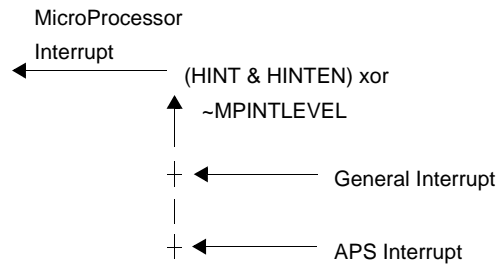 MicroProcessor
Interrupt
(HINT & HINTEN) xor
~MPINTLEVEL
General Interrupt
APS Interrupt